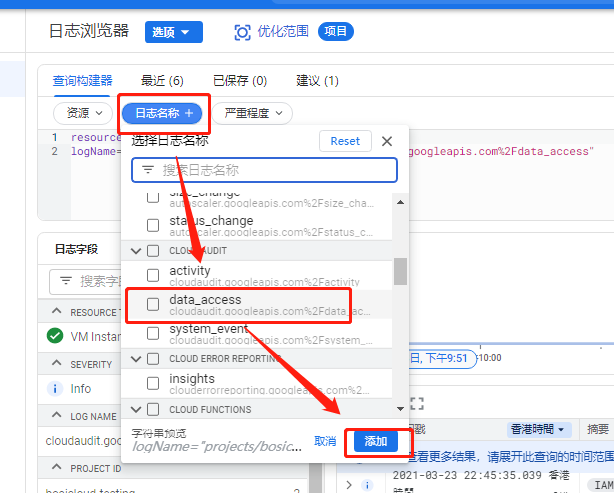 日志浏览器
选项
优化范围
项目
查询构建器
最近 (6)
已保存 (0)
建议 (1)
资源
日志名称
严重程度
1 resource
2 logName=
googleapis.com%2Fdata_access"
选择日志名称
Reset
搜索日志名称
size_change
autoscaler.googleapis.com%2Fsize_cha...
status_change
autoscaler.googleapis.com%2Fstatus_c...
CLOUD AUDIT
activity
cloudaudit.googleapis.com%2Factivity
data_access
cloudaudit.googleapis.com%2Fdata_ac...
system_event
cloudaudit.googleapis.com%2Fsystem_...
CLOUD ERROR REPORTING
insights
clouderrorreporting.googleapis.com%2...
CLOUD FUNCTIONS
字符串预览
logName="projects/bosic...
取消
添加
日志字段
搜索字
RESOURCE T
VM Instan
SEVERITY
Info
LOG NAME
cloudaudit.goog
PROJECT ID
2
日, 下午9:51
10:00
香港時間
摘要
查看更多结果，请展开此查询的时间范围
2021-03-23 22:45:35.039 香港
時間
IAM